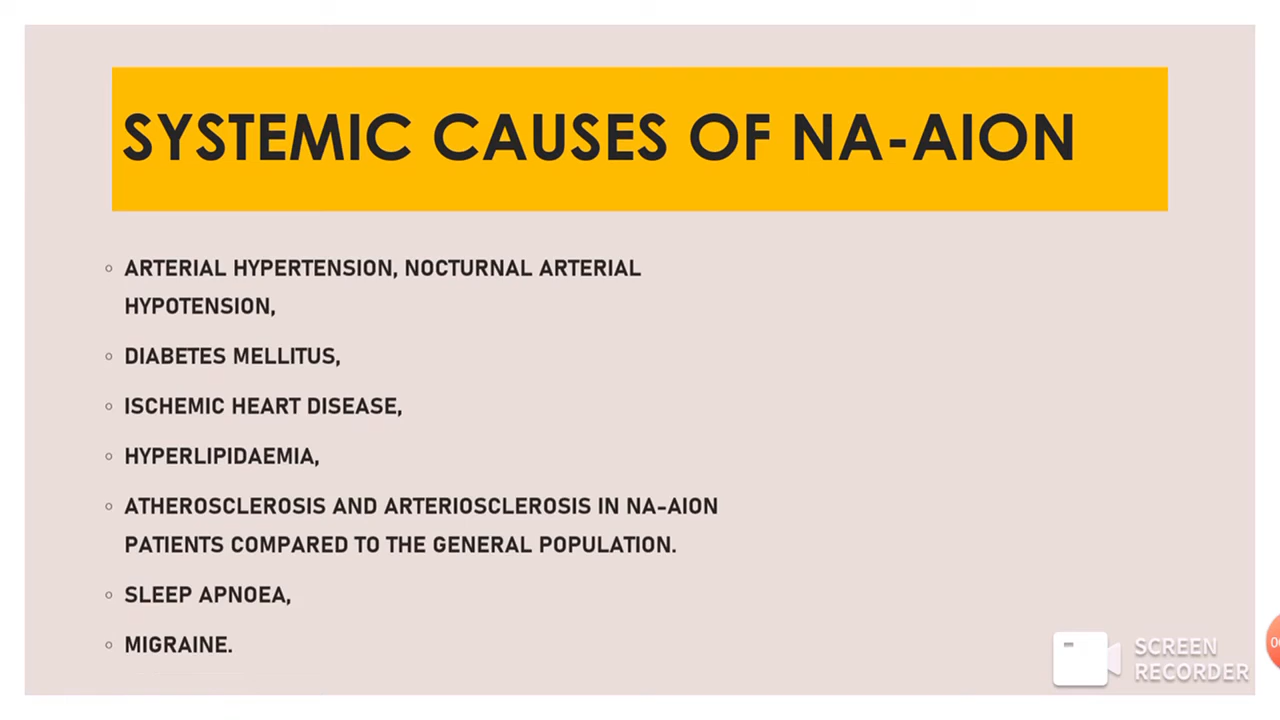 SYSTEMIC CAUSES OF NA-AION
ARTERIAL HYPERTENSION, NOCTURNAL ARTERIAL
HYPOTENSION,
DIABETES MELLITUS,
ISCHEMIC HEART DISEASE,
HYPERLIPIDAEMIA,
ATHEROSCLEROSIS AND ARTERIOSCLEROSIS IN NA-AION
PATIENTS COMPARED TO THE GENERAL POPULATION.
SLEEP APNOEA,
MIGRAINE.
SCREEN
RECORDER